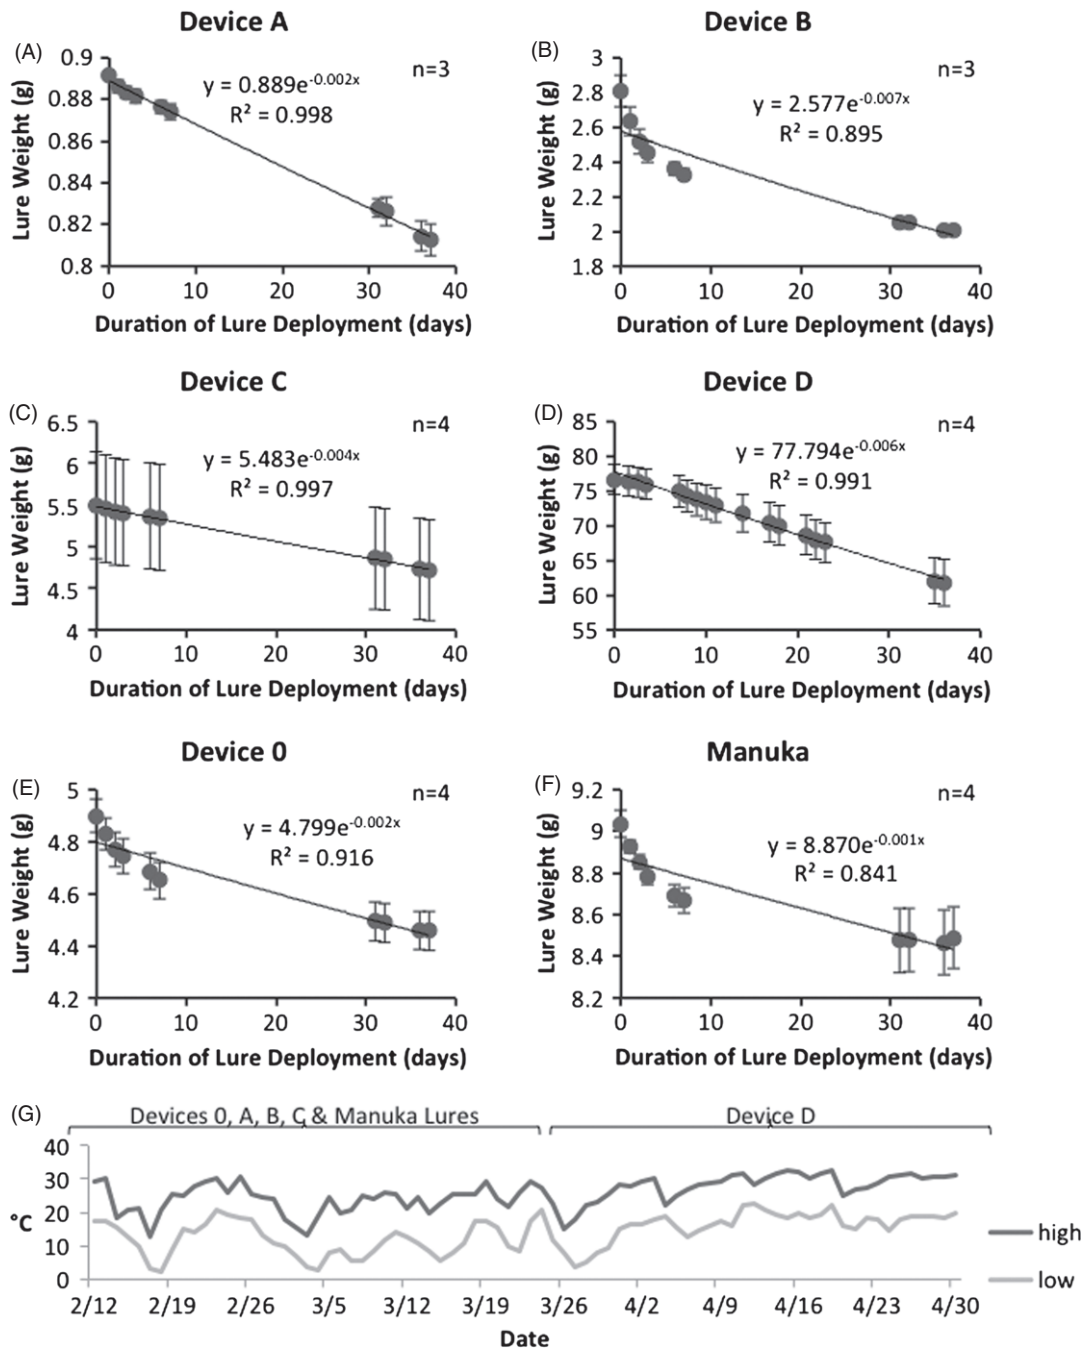 Device A
Device B
(A)
(B)
0.9
0.88
0.86
0.84
0.82
0.8
Lure Weight (g)
y = 0.889e^-0.002x
R² = 0.998
n=3
0 10 20 30 40
Duration of Lure Deployment (days)
3
2.8
2.6
2.4
2.2
2
1.8
Lure Weight (g)
y = 2.577e^-0.007x
R² = 0.895
n=3
0 10 20 30 40
Duration of Lure Deployment (days)
Device C
Device D
(C)
(D)
6.5
6
5.5
5
4.5
4
Lure Weight (g)
y = 5.483e^-0.004x
R² = 0.997
n=4
0 10 20 30 40
Duration of Lure Deployment (days)
85
80
75
70
65
60
55
Lure Weight (g)
y = 77.794e^-0.006x
R² = 0.991
n=4
0 10 20 30 40
Duration of Lure Deployment (days)
Device 0
Manuka
(E)
(F)
5
4.8
4.6
4.4
4.2
Lure Weight (g)
y = 4.799e^-0.002x
R² = 0.916
n=4
0 10 20 30 40
Duration of Lure Deployment (days)
9.2
9
8.8
8.6
8.4
8.2
Lure Weight (g)
y = 8.870e^-0.001x
R² = 0.841
n=4
0 10 20 30 40
Duration of Lure Deployment (days)
(G)
Devices 0, A, B, C & Manuka Lures
Device D
40
30
20
10
0
°C
high
low
2/12 2/19 2/26 3/5 3/12 3/19 3/26 4/2 4/9 4/16 4/23 4/30
Date